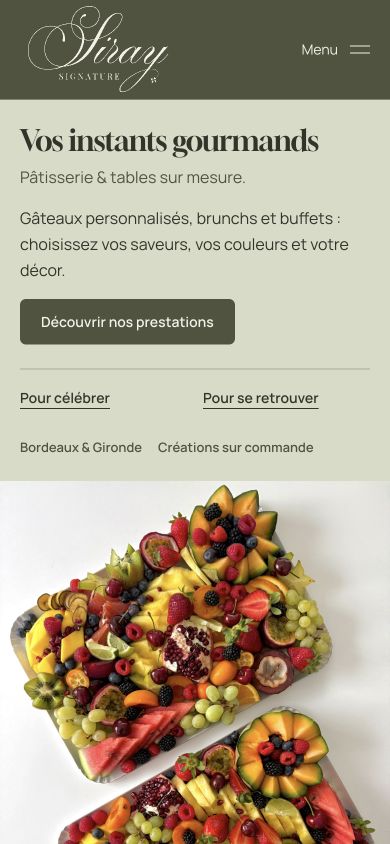 Siray
SIGNATURE
Menu
Vos instants gourmands
Pâtisserie & tables sur mesure.
Gâteaux personnalisés, brunchs et buffets :
choisissez vos saveurs, vos couleurs et votre
décor.
Découvrir nos prestations
Pour célébrer
Pour se retrouver
Bordeaux & Gironde
Créations sur commande